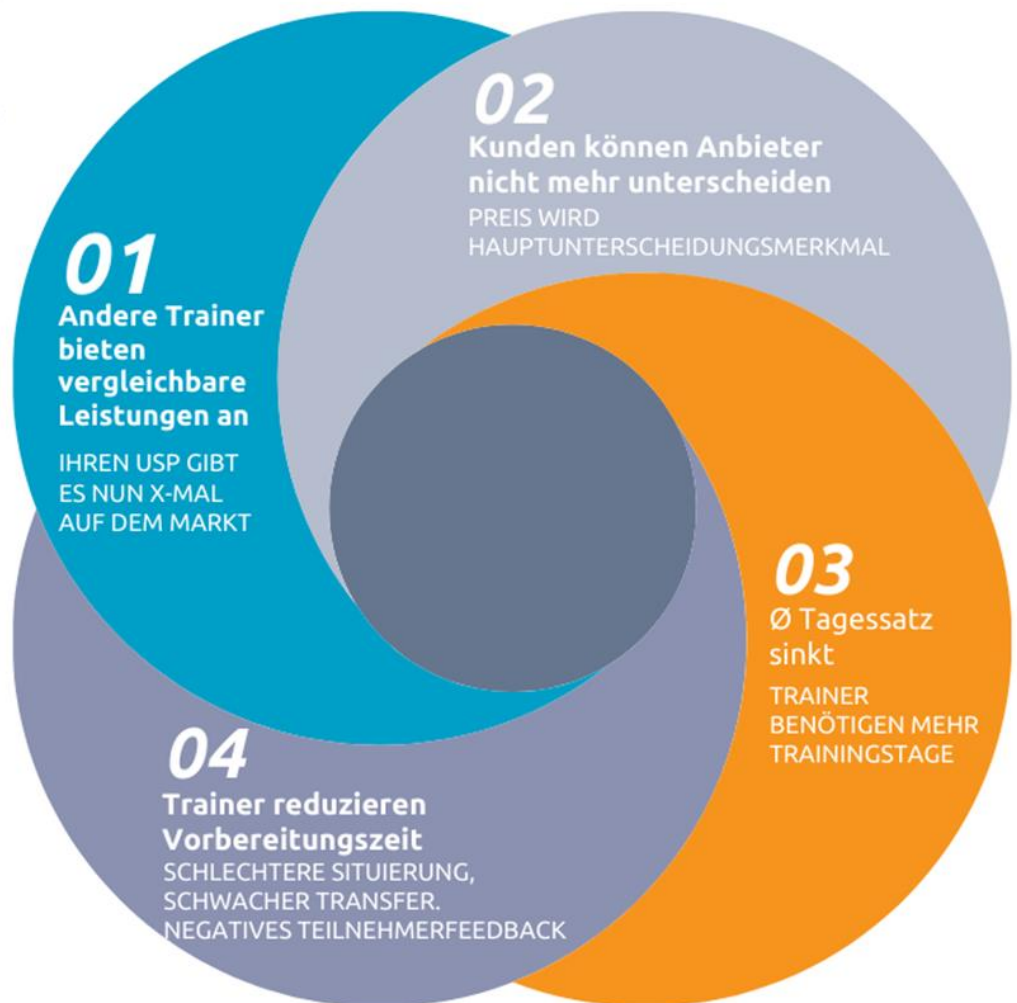 01
Andere Trainer
bieten
vergleichbare
Leistungen an
IHREN USP GIBT
ES NUN X-MAL
AUF DEM MARKT
02
Kunden können Anbieter
nicht mehr unterscheiden
PREIS WIRD
HAUPTUNTERSCHEIDUNGSMERKMAL
03
Ø Tagessatz
sinkt
TRAINER
BENÖTIGEN MEHR
TRAININGSTAGE
04
Trainer reduzieren
Vorbereitungszeit
SCHLECHTERE SITUIERUNG,
SCHWACHER TRANSFER.
NEGATIVES TEILNEHMERFEEDBACK